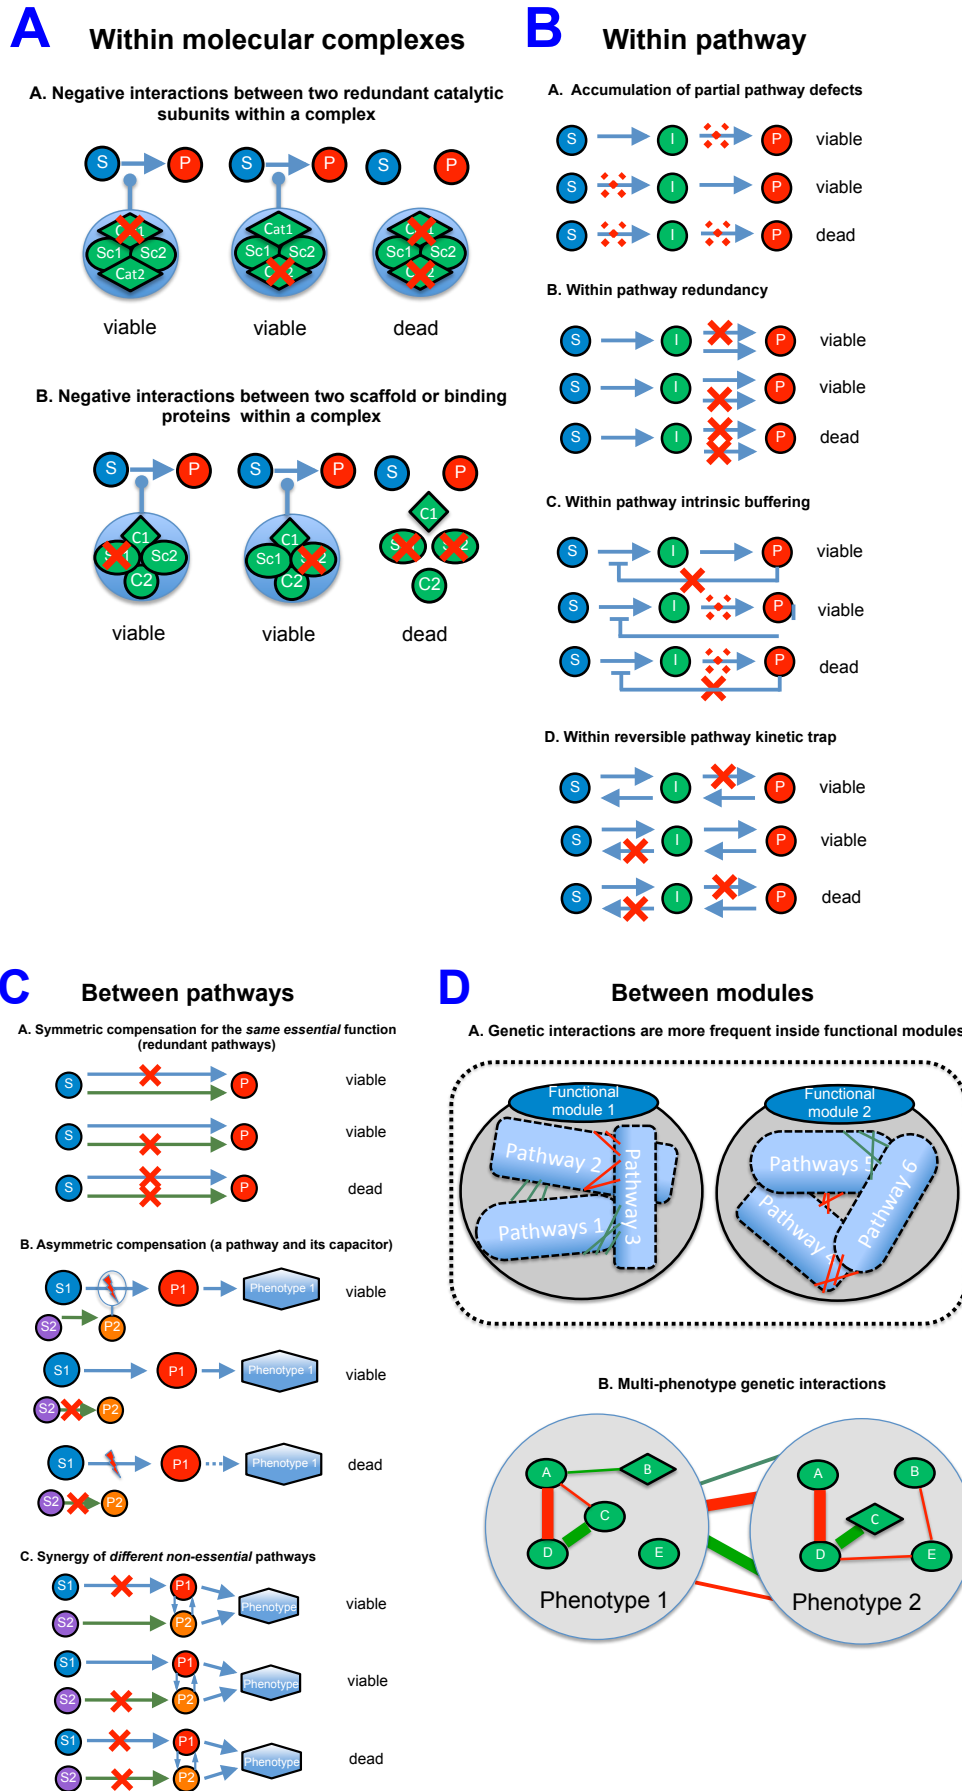 A
Within molecular complexes
A. Negative interactions between two redundant catalytic
subunits within a complex
S
P
S
P
S
P
Sc1
Sc2
Cat2
Cat1
Sc1
Sc2
Sc1
Sc2
viable
viable
dead
B. Negative interactions between two scaffold or binding
proteins within a complex
S
P
S
P
S
P
C1
Sc2
C2
C1
Sc1
C2
C1
C2
viable
viable
dead
B
Within pathway
A. Accumulation of partial pathway defects
S
I
P
viable
S
I
P
viable
S
I
P
dead
B. Within pathway redundancy
S
I
P
viable
S
I
P
viable
S
I
P
dead
C. Within pathway intrinsic buffering
S
I
P
viable
S
I
P
viable
S
I
P
dead
D. Within reversible pathway kinetic trap
S
I
P
viable
S
I
P
viable
S
I
P
dead
C
Between pathways
A. Symmetric compensation for the same essential function
(redundant pathways)
S
P
viable
S
P
viable
S
P
dead
B. Asymmetric compensation (a pathway and its capacitor)
S1
P1
Phenotype 1
viable
S2
P2
S1
P1
Phenotype 1
viable
S2
P2
S1
P1
Phenotype 1
dead
S2
P2
C. Synergy of different non-essential pathways
S1
P1
Phenotype
viable
S2
P2
S1
P1
Phenotype
viable
S2
P2
S1
P1
Phenotype
dead
S2
P2
D
Between modules
A. Genetic interactions are more frequent inside functional modules
Functional
module 1
Pathway 2
Pathways 1
Pathway 3
Functional
module 2
Pathways 5
Pathway
Pathway 6
B. Multi-phenotype genetic interactions
A
B
C
D
E
Phenotype 1
A
B
C
D
E
Phenotype 2